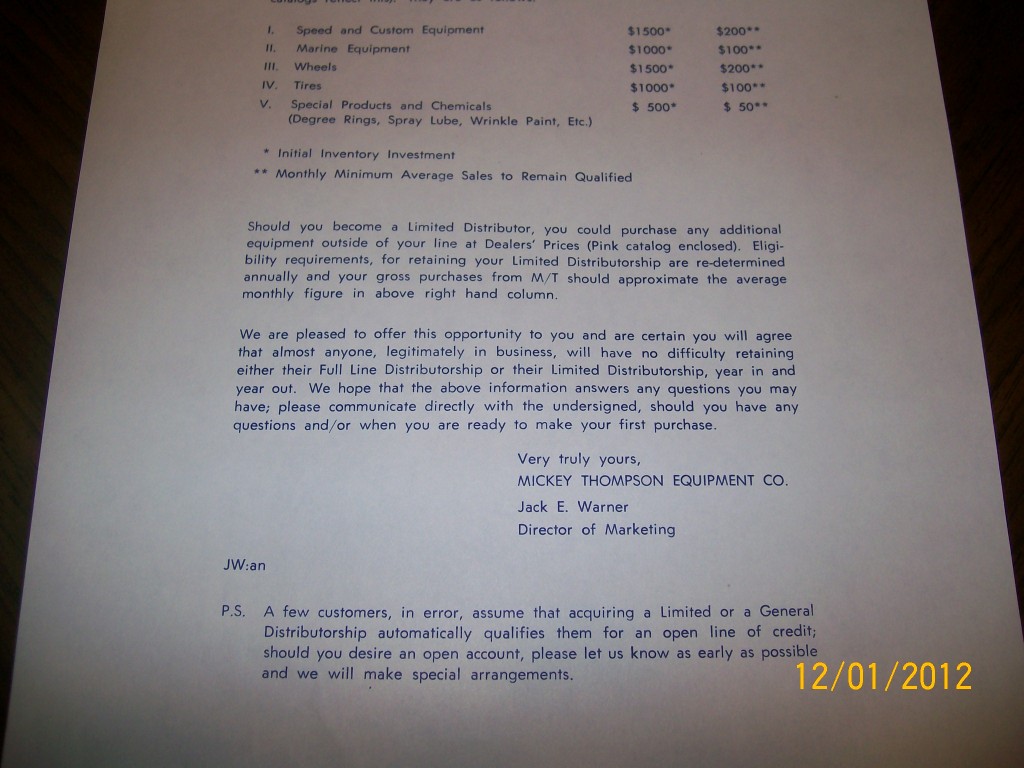 catalogs reflect this). They are as follows:
I. Speed and Custom Equipment $1500* $200**
II. Marine Equipment $1000* $100**
III. Wheels $1500* $200**
IV. Tires $1000* $100**
V. Special Products and Chemicals $ 500* $ 50**
(Degree Rings, Spray Lube, Wrinkle Paint, Etc.)
* Initial Inventory Investment
** Monthly Minimum Average Sales to Remain Qualified
Should you become a Limited Distributor, you could purchase any additional
equipment outside of your line at Dealers' Prices (Pink catalog enclosed). Eligi-
bility requirements, for retaining your Limited Distributorship are re-determined
annually and your gross purchases from M/T should approximate the average
monthly figure in above right hand column.
We are pleased to offer this opportunity to you and are certain you will agree
that almost anyone, legitimately in business, will have no difficulty retaining
either their Full Line Distributorship or their Limited Distributorship, year in and
year out. We hope that the above information answers any questions you may
have; please communicate directly with the undersigned, should you have any
questions and/or when you are ready to make your first purchase.
Very truly yours,
MICKEY THOMPSON EQUIPMENT CO.
Jack E. Warner
Director of Marketing
JW:an
P.S. A few customers, in error, assume that acquiring a Limited or a General
Distributorship automatically qualifies them for an open line of credit;
should you desire an open account, please let us know as early as possible
and we will make special arrangements.
12/01/2012